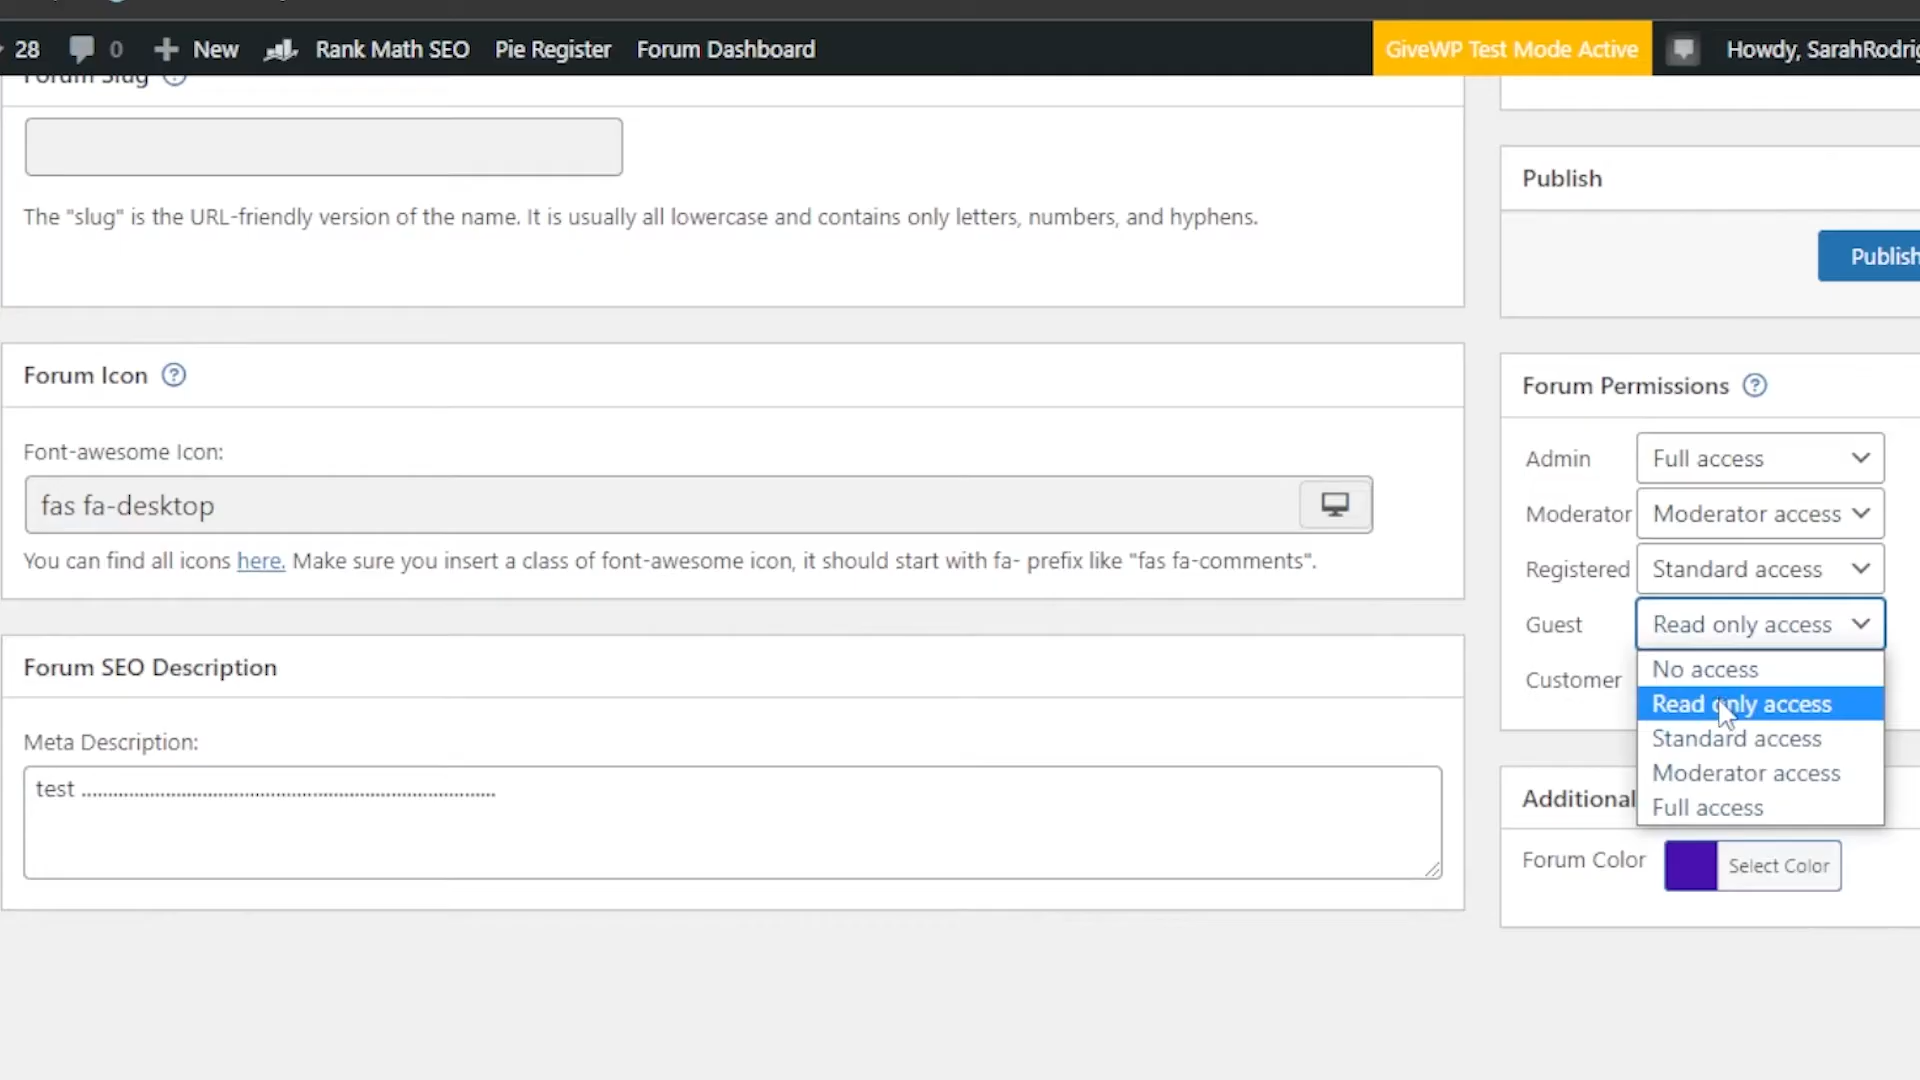 28 0 New Rank Math SEO Pie Register Forum Dashboard GiveWP Test Mode Active Howdy, SarahRodrig
Forum Slug
The "slug" is the URL-friendly version of the name. It is usually all lowercase and contains only letters, numbers, and hyphens.
Forum Icon
Font-awesome Icon:
fas fa-desktop
You can find all icons here. Make sure you insert a class of font-awesome icon, it should start with fa- prefix like "fas fa-comments".
Forum SEO Description
Meta Description:
test ................................................................................
Publish
Publish
Forum Permissions
Admin Full access
Moderator Moderator access
Registered Standard access
Guest Read only access
Customer
No access
Read only access
Standard access
Moderator access
Full access
Additional
Forum Color Select Color